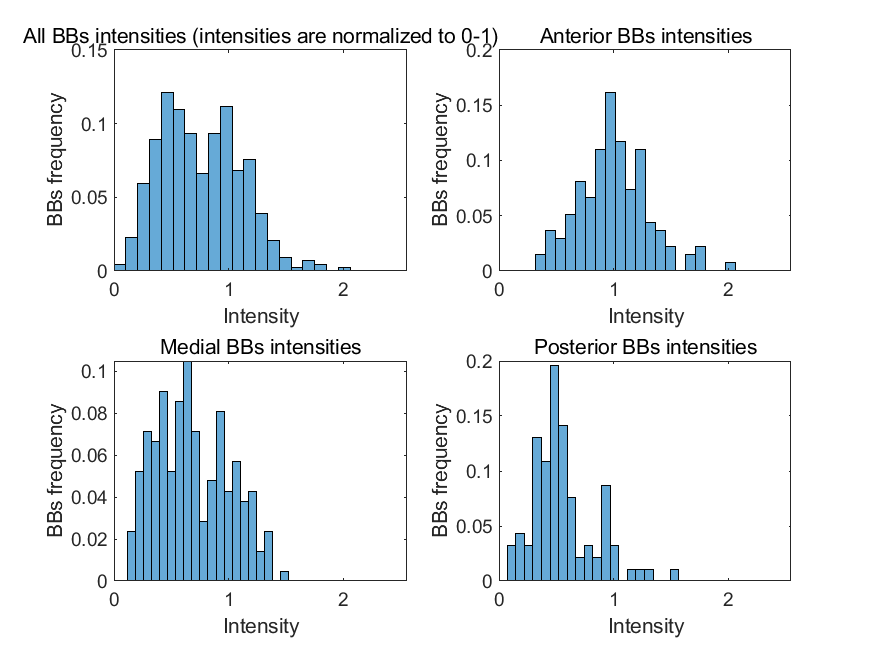 All BBs intensities (intensities are normalized to 0-1)
0.15
0.1
0.05
0
BBs frequency
0 1 2
Intensity
Anterior BBs intensities
0.2
0.15
0.1
0.05
0
BBs frequency
0 1 2
Intensity
Medial BBs intensities
0.1
0.08
0.06
0.04
0.02
0
BBs frequency
0 1 2
Intensity
Posterior BBs intensities
0.2
0.15
0.1
0.05
0
BBs frequency
0 1 2
Intensity